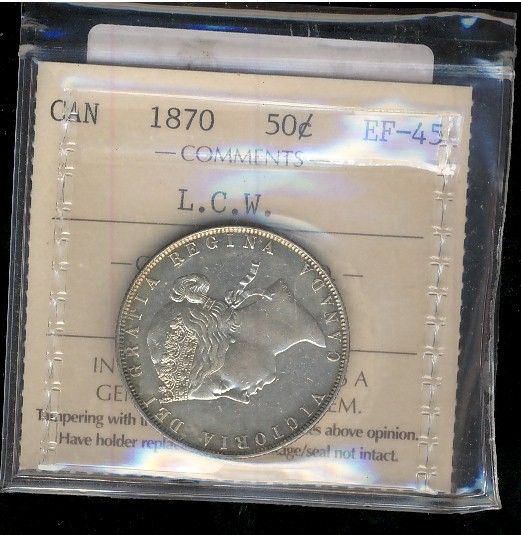 CAN 1870 50¢ EF-45
COMMENTS
L.C.W.
VICTORIA DEI GRATIA REGINA CANADA
IN A
GE EM.
Tampering with above opinion.
Have holder age/seal not intact.